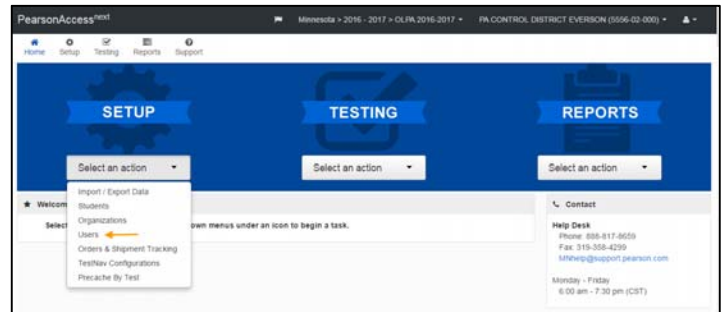 PearsonAccess next
Minnesota > 2016 - 2017 > OLPA 2016-2017
PA CONTROL DISTRICT EVERSON (5556-02-000)
Home
Setup
Testing
Reports
Support
SETUP
TESTING
REPORTS
Select an action
Select an action
Select an action
Import / Export Data
Students
Organizations
Users
Orders & Shipment Tracking
TestNav Configurations
Precache By Test
Welcom
Select
own menus under an icon to begin a task.
Contact
Help Desk
Phone: 888-817-8659
Fax: 319-358-4299
MNhelp@support.pearson.com
Monday - Friday
6:00 am - 7:30 pm (CST)